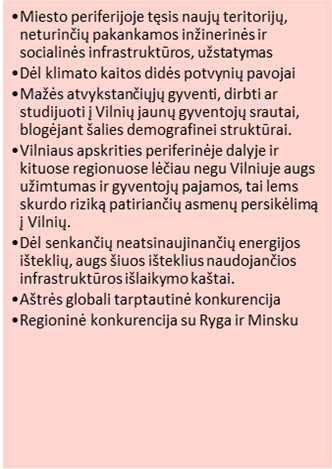 •Miesto periferijoje tęsis naujų teritorijų,
neturinčių pakankamos inžinerinės ir
socialinės infrastruktūros, užstatymas
•Dėl klimato kaitos didės potvynių pavojai
•Mažės atvykstančiųjų gyventi, dirbti ar
studijuoti į Vilnių jaunų gyventojų srautai,
blogėjant šalies demografinei struktūrai.
•Vilniaus apskrities periferinėje dalyje ir
kituose regionuose lėčiau negu Vilniuje augs
užimtumas ir gyventojų pajamos, tai lems
skurdo riziką patiriančių asmenų persikėlimą
į Vilnių.
•Dėl senkančių neatsinaujinančių energijos
išteklių, augs šiuos išteklius naudojančios
infrastruktūros išlaikymo kaštai.
•Aštrės globali tarptautinė konkurencija
•Regioninė konkurencija su Ryga ir Minsku